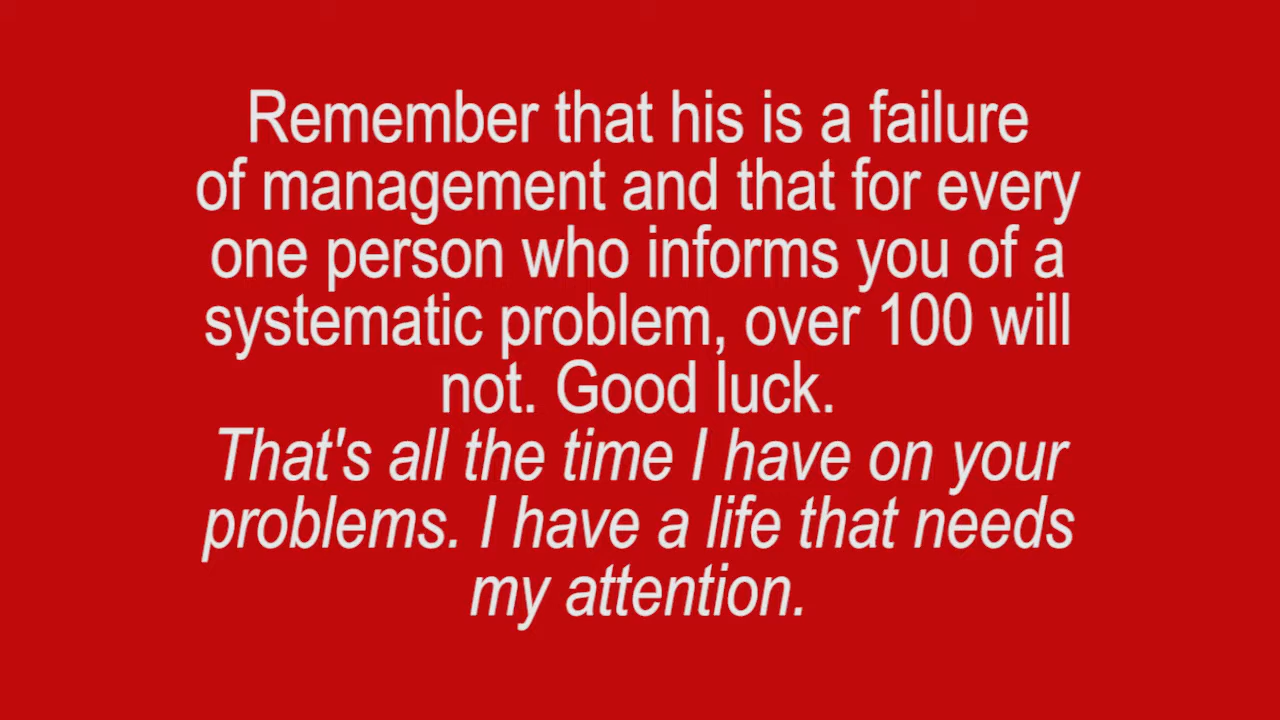 Remember that his is a failure
of management and that for every
one person who informs you of a
systematic problem, over 100 will
not. Good luck.
That's all the time I have on your
problems. I have a life that needs
my attention.